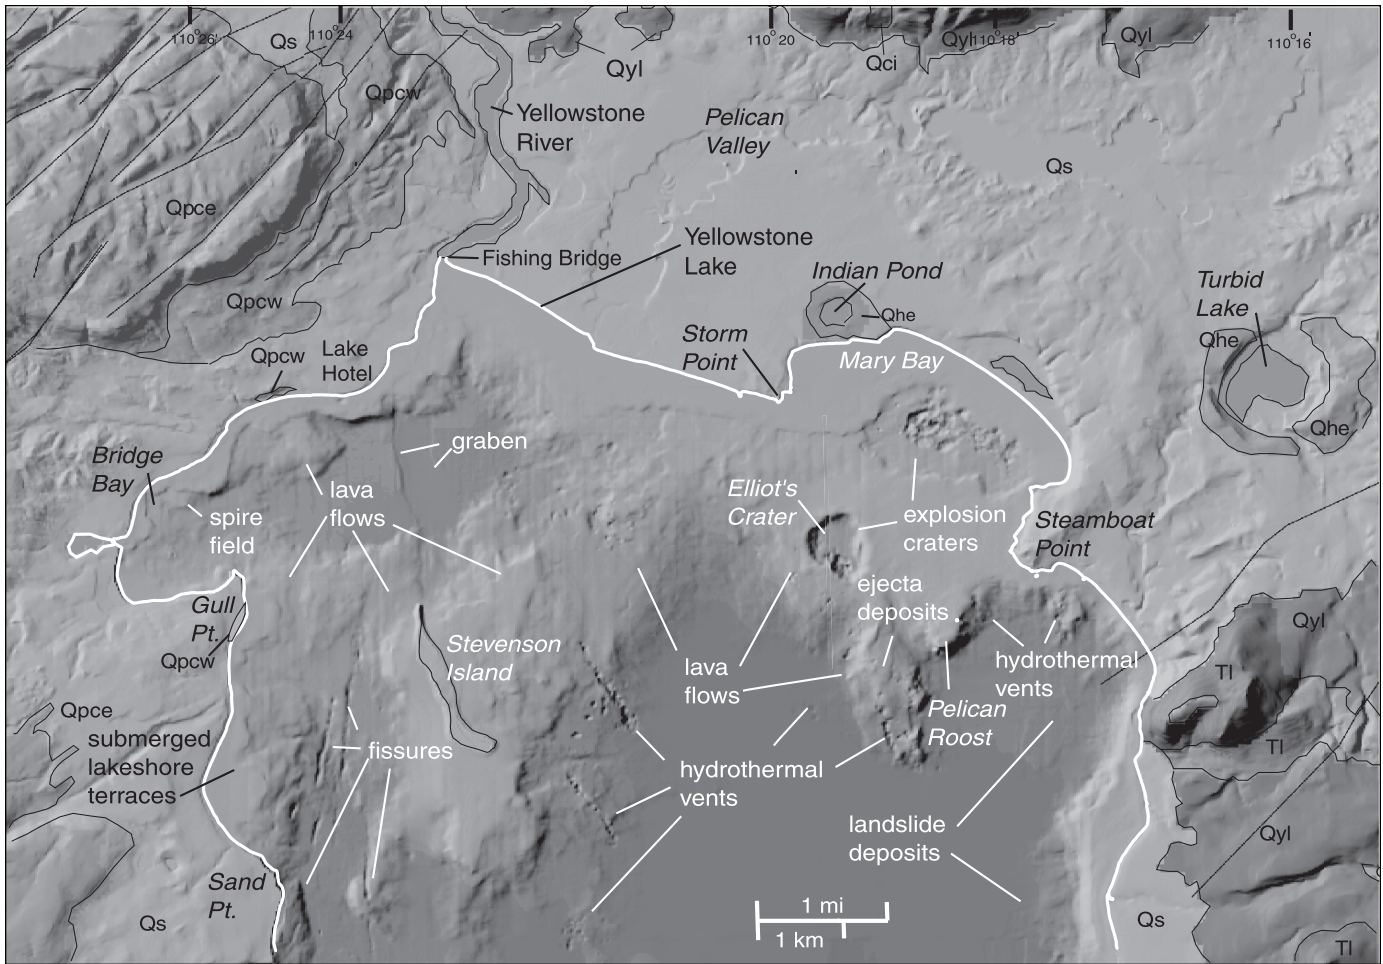 110°26'
Qs
110°24'
110°20
Qyl
110°18'
Qyl
110°16'
Qyl
Qci
Qpcw
Yellowstone
River
Pelican
Valley
Qs
Qpce
Yellowstone
Lake
Fishing Bridge
Indian Pond
Turbid
Lake
Qpcw
Qhe
Storm
Point
Qhe
Qpcw
Lake
Hotel
Mary Bay
Qhe
Bridge
Bay
graben
lava
flows
Elliot's
Crater
spire
field
explosion
craters
Steamboat
Point
ejecta
deposits
Gull
Pt.
Qpcw
Stevenson
Island
Qyl
lava
flows
hydrothermal
vents
Tl
Qpce
submerged
lakeshore
terraces
Pelican
Roost
fissures
Tl
hydrothermal
vents
landslide
deposits
Qyl
Sand
Pt.
Qs
1 mi
1 km
Qs
Tl